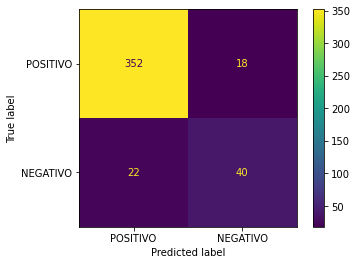 POSITIVO
352
18
NEGATIVO
22
40
True label
POSITIVO
NEGATIVO
Predicted label
350
300
250
200
150
100
50